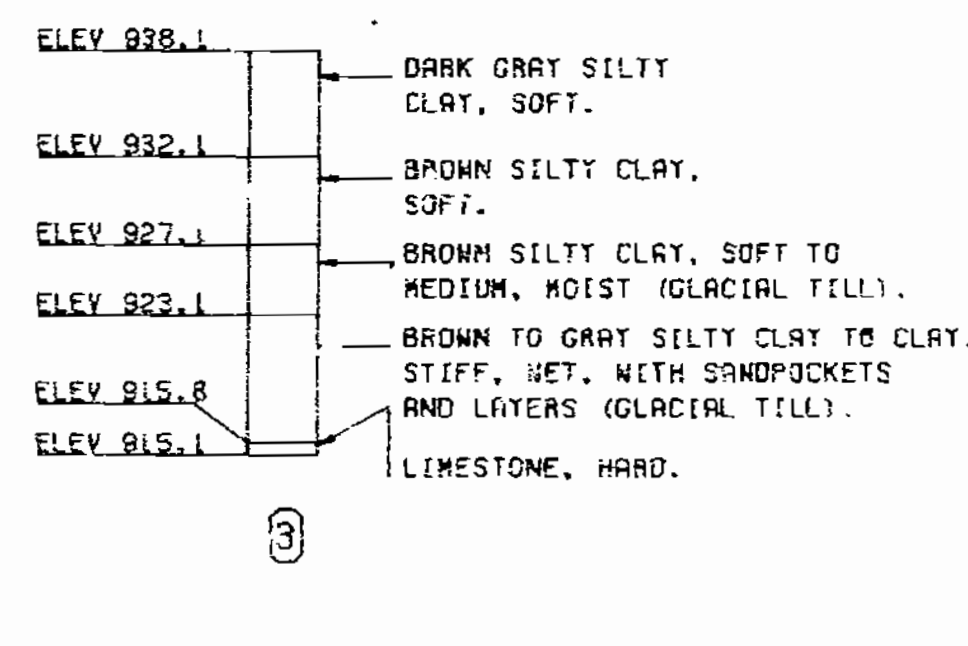 ELEV 938.1
DARK GRAY SILTY
CLAY, SOFT.
ELEV 932.1
BROWN SILTY CLAY,
SOFT.
ELEV 927.1
BROWN SILTY CLAY, SOFT TO
MEDIUM, MOIST (GLACIAL TILL).
ELEV 923.1
BROWN TO GRAY SILTY CLAY TO CLAY,
STIFF, WET, WITH SANDPOCKETS
AND LAYERS (GLACIAL TILL).
ELEV 915.8
ELEV 915.1
LIMESTONE, HARD.
3